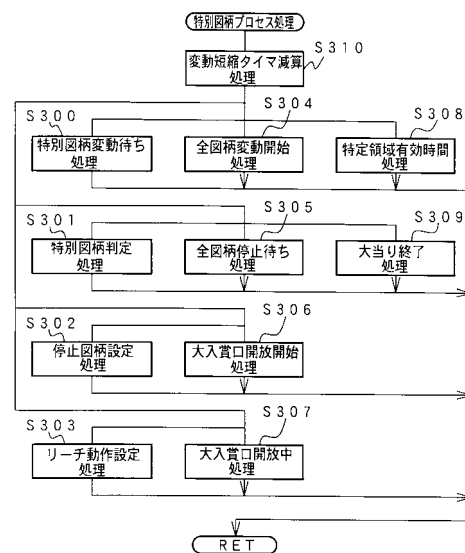 特別図柄プロセス処理
S310
変動短縮タイマ減算
処理
S300
S304
S308
特別図柄変動待ち
処理
全図柄変動開始
処理
特定領域有効時間
処理
S301
S305
S309
特別図柄判定
処理
全図柄停止待ち
処理
大当り終了
処理
S302
S306
停止図柄設定
処理
大入賞口開放開始
処理
S303
S307
リーチ動作設定
処理
大入賞口開放中
処理
RET